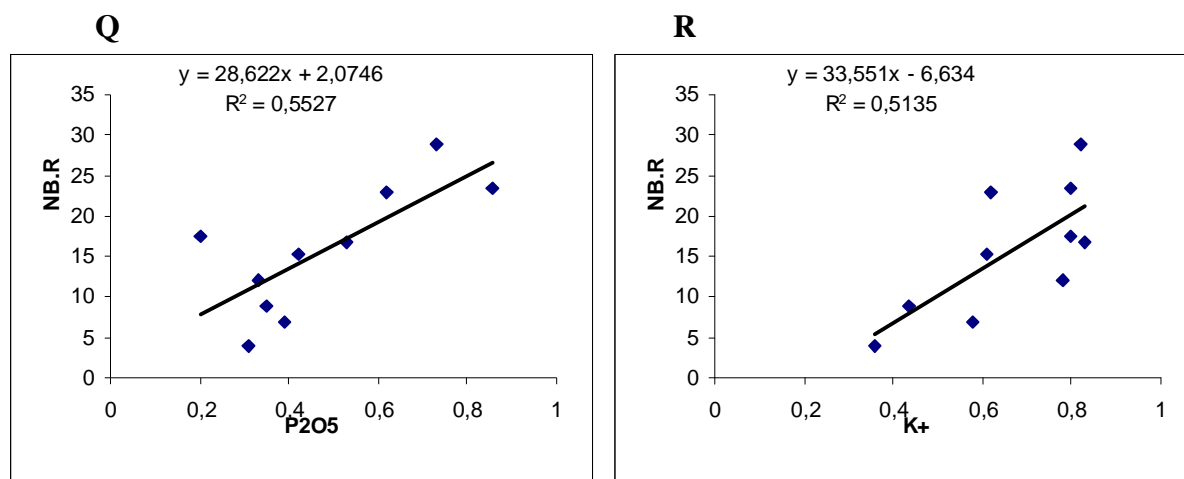 Q
y = 28,622x + 2,0746
R² = 0,5527
35
30
25
20
15
10
5
0
NB.R
0 0,2 0,4 0,6 0,8 1
P2O5
R
y = 33,551x - 6,634
R² = 0,5135
35
30
25
20
15
10
5
0
NB.R
0 0,2 0,4 0,6 0,8 1
K+